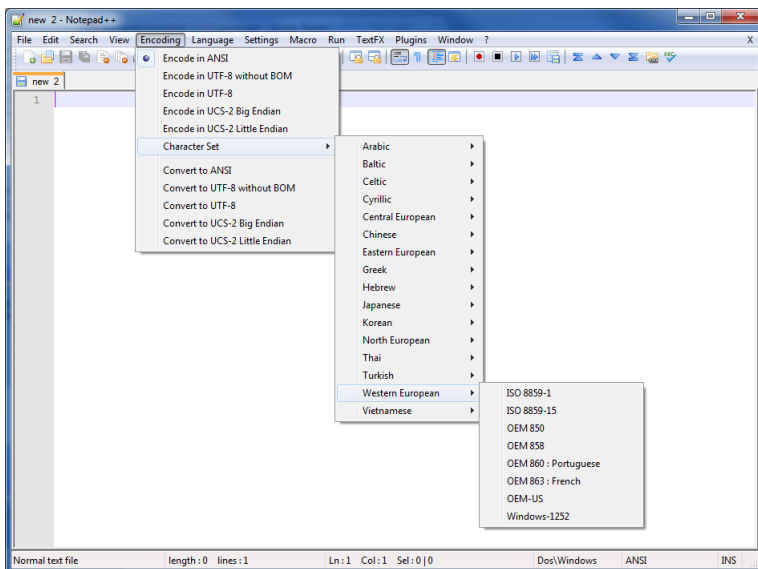 new 2 - Notepad++
File Edit Search View Encoding Language Settings Macro Run TextFX Plugins Window ? X
new 2
1
Encode in ANSI
Encode in UTF-8 without BOM
Encode in UTF-8
Encode in UCS-2 Big Endian
Encode in UCS-2 Little Endian
Character Set
Convert to ANSI
Convert to UTF-8 without BOM
Convert to UTF-8
Convert to UCS-2 Big Endian
Convert to UCS-2 Little Endian
Arabic
Baltic
Celtic
Cyrillic
Central European
Chinese
Eastern European
Greek
Hebrew
Japanese
Korean
North European
Thai
Turkish
Western European
Vietnamese
ISO 8859-1
ISO 8859-15
OEM 850
OEM 858
OEM 860 : Portuguese
OEM 863 : French
OEM-US
Windows-1252
Normal text file length : 0 lines : 1 Ln : 1 Col : 1 Sel : 0 | 0 Dos\Windows ANSI INS